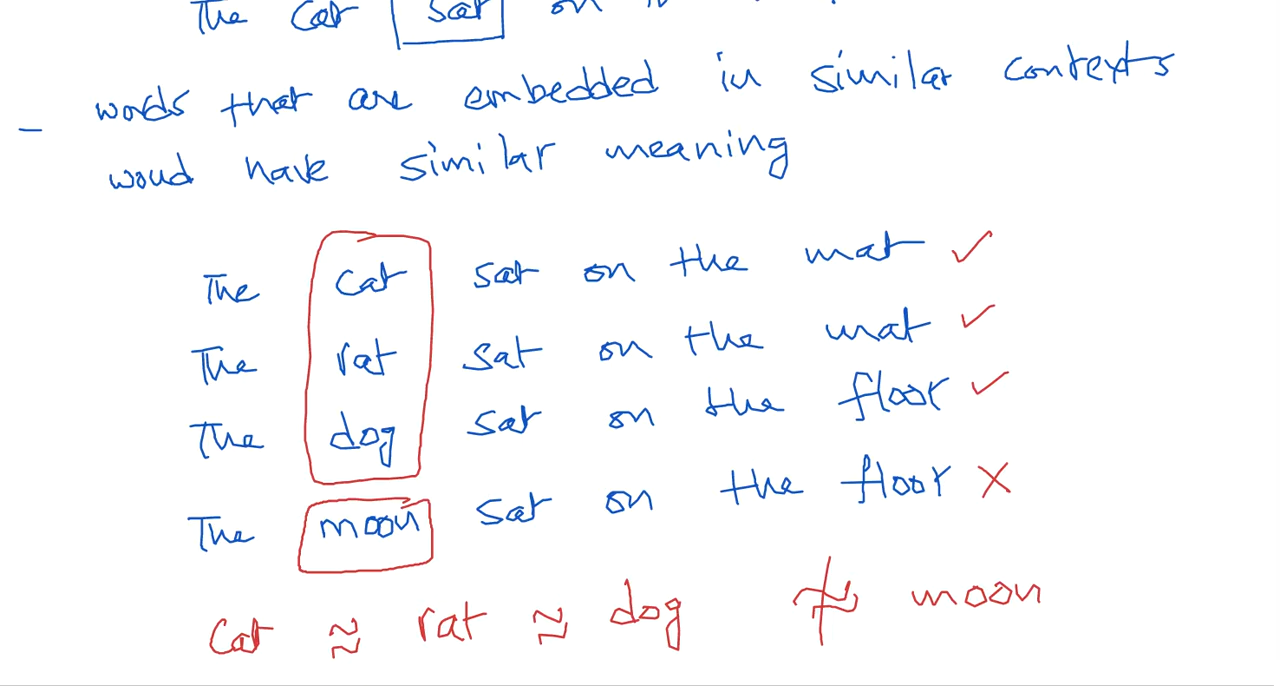 The cat sat on
- words that are embedded in similar contexts
woud have similar meaning
The cat sat on the mat ✓
The rat sat on the mat ✓
The dog sat on the floor ✓
The moon sat on the floor ✗
cat ≈ rat ≈ dog ≉ moon